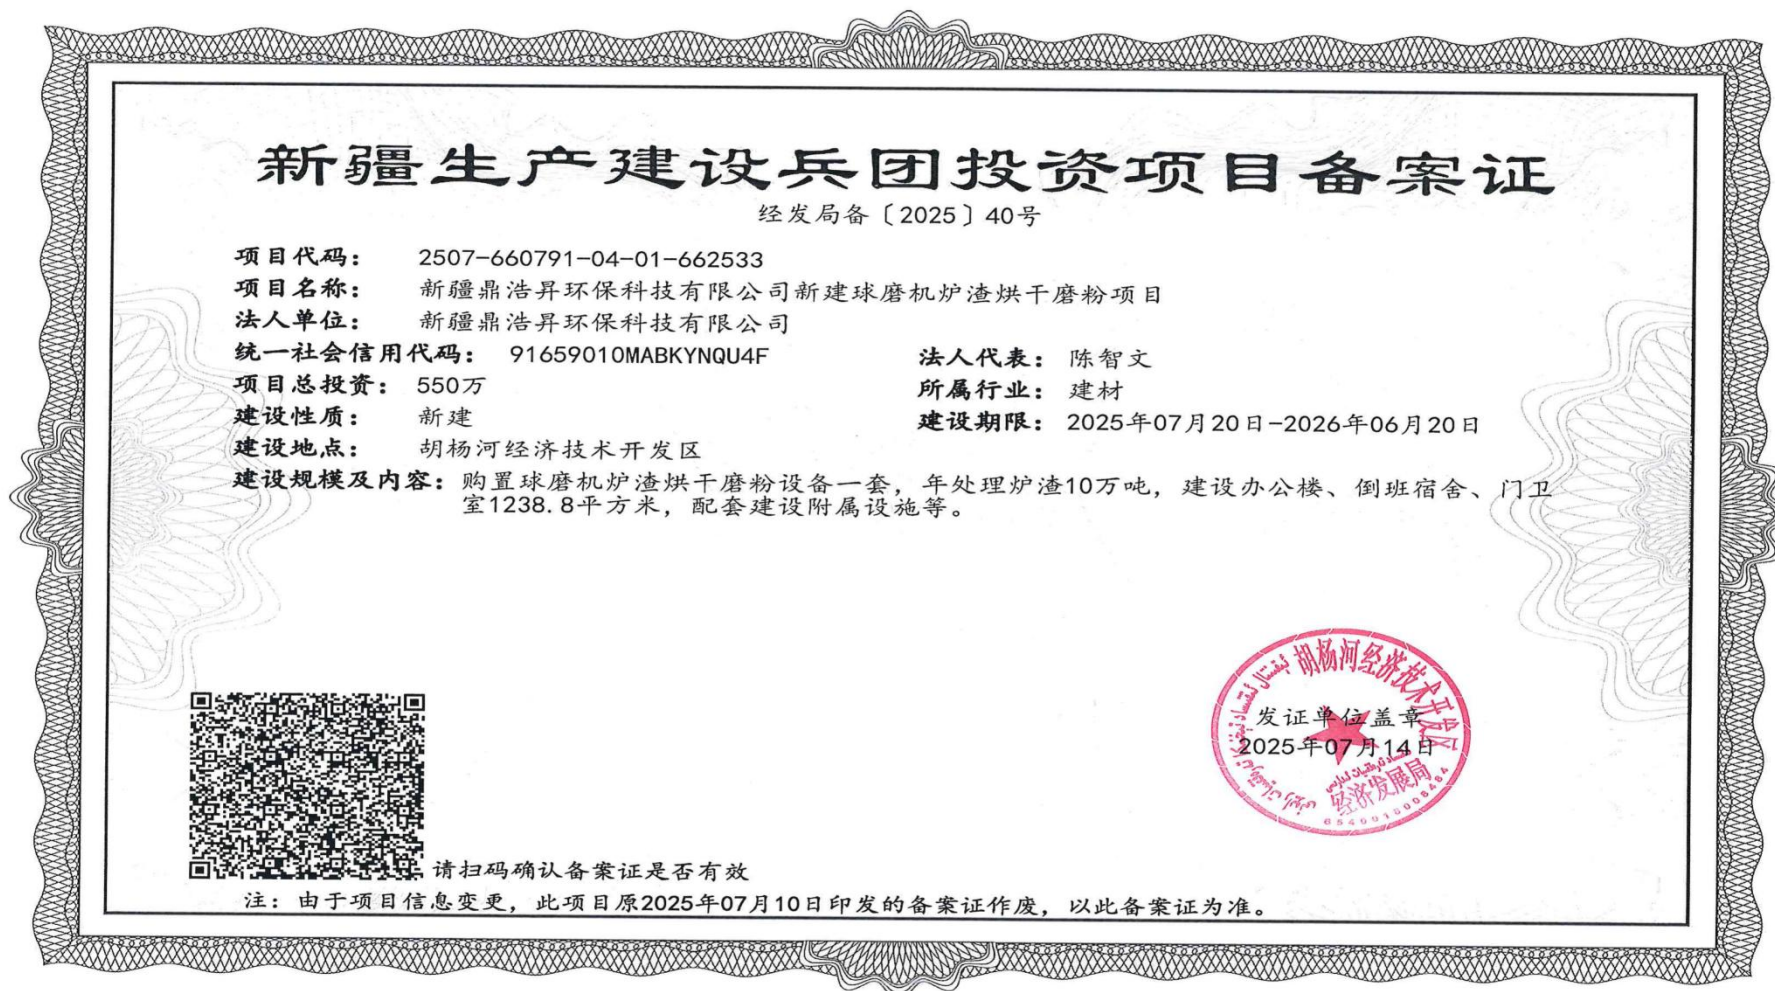 新疆生产建设兵团投资项目备案证
经发局备〔2025〕40号
项目代码： 2507-660791-04-01-662533
项目名称： 新疆鼎浩昇环保科技有限公司新建球磨机炉渣烘干磨粉项目
法人单位： 新疆鼎浩昇环保科技有限公司
统一社会信用代码： 91659010MABKYNQU4F 法人代表： 陈智文
项目总投资： 550万 所属行业： 建材
建设性质： 新建 建设期限： 2025年07月20日-2026年06月20日
建设地点： 胡杨河经济技术开发区
建设规模及内容： 购置球磨机炉渣烘干磨粉设备一套，年处理炉渣10万吨，建设办公楼、倒班宿舍、门卫
室1238.8平方米，配套建设附属设施等。
胡杨河经济技术开发区
发证单位盖章
2025年07月14日
经济发展局
请扫码确认备案证是否有效
注：由于项目信息变更，此项目原2025年07月10日印发的备案证作废，以此备案证为准。